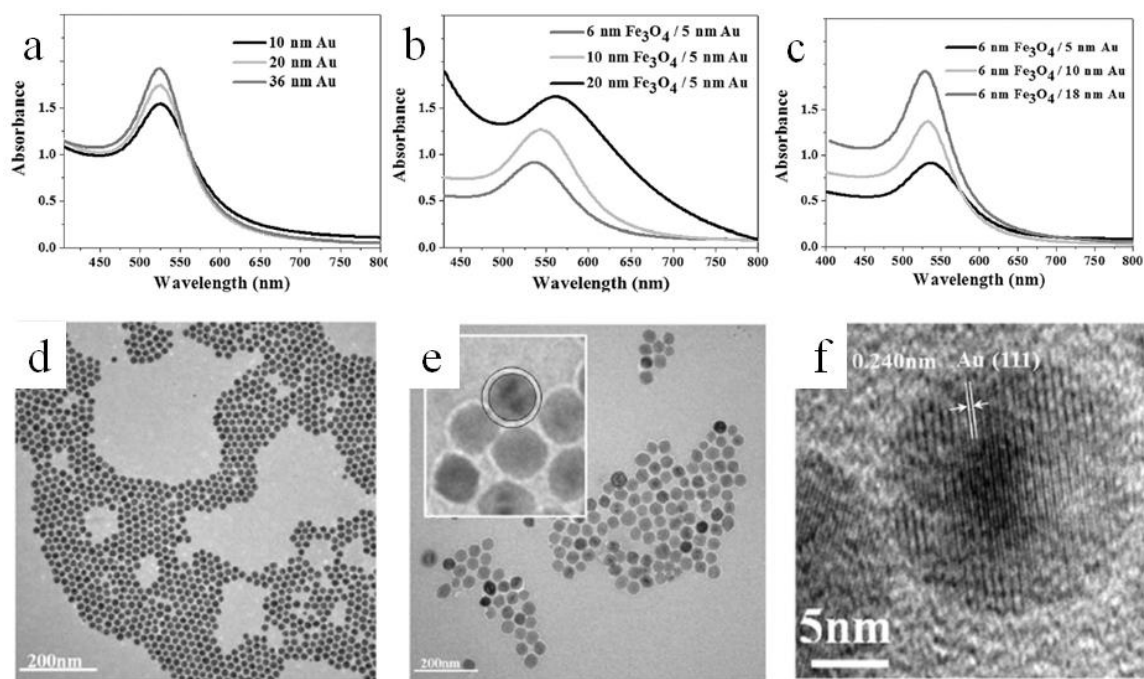 a
10 nm Au
20 nm Au
36 nm Au
Absorbance
1.5
1.0
0.5
0.0
450 500 550 600 650 700 750 800
Wavelength (nm)
b
6 nm Fe₃O₄ / 5 nm Au
10 nm Fe₃O₄ / 5 nm Au
20 nm Fe₃O₄ / 5 nm Au
Absorbance
1.5
1.0
0.5
0.0
450 500 550 600 650 700 750 800
Wavelength (nm)
c
6 nm Fe₃O₄ / 5 nm Au
6 nm Fe₃O₄ / 10 nm Au
6 nm Fe₃O₄ / 18 nm Au
Absorbance
1.5
1.0
0.5
0.0
400 450 500 550 600 650 700 750 800
Wavelength (nm)
d
200nm
e
200nm
f
0.240nm Au (111)
5nm